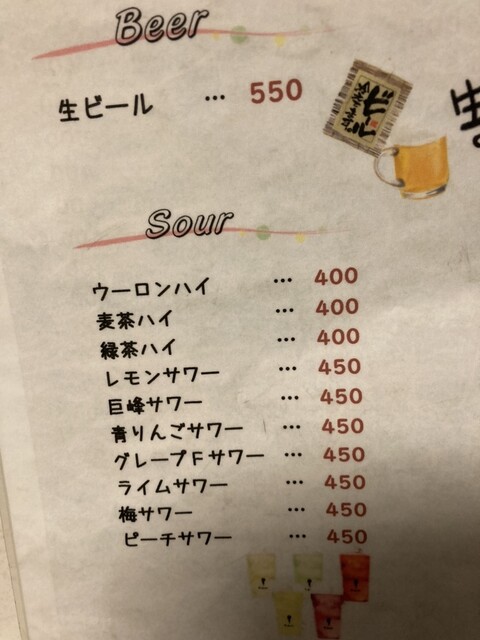 Beer
生ビール … 550
Sour
ウーロンハイ … 400
麦茶ハイ … 400
緑茶ハイ … 400
レモンサワー … 450
巨峰サワー … 450
青りんごサワー … 450
グレープFサワー … 450
ライムサワー … 450
梅サワー … 450
ピーチサワー … 450